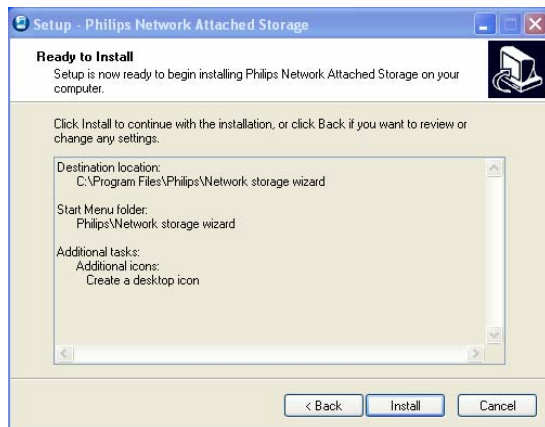 Setup - Philips Network Attached Storage
Ready to Install
Setup is now ready to begin installing Philips Network Attached Storage on your
computer.
Click Install to continue with the installation, or click Back if you want to review or
change any settings.
Destination location:
C:\Program Files\Philips\Network storage wizard
Start Menu folder:
Philips\Network storage wizard
Additional tasks:
Additional icons:
Create a desktop icon
< Back
Install
Cancel